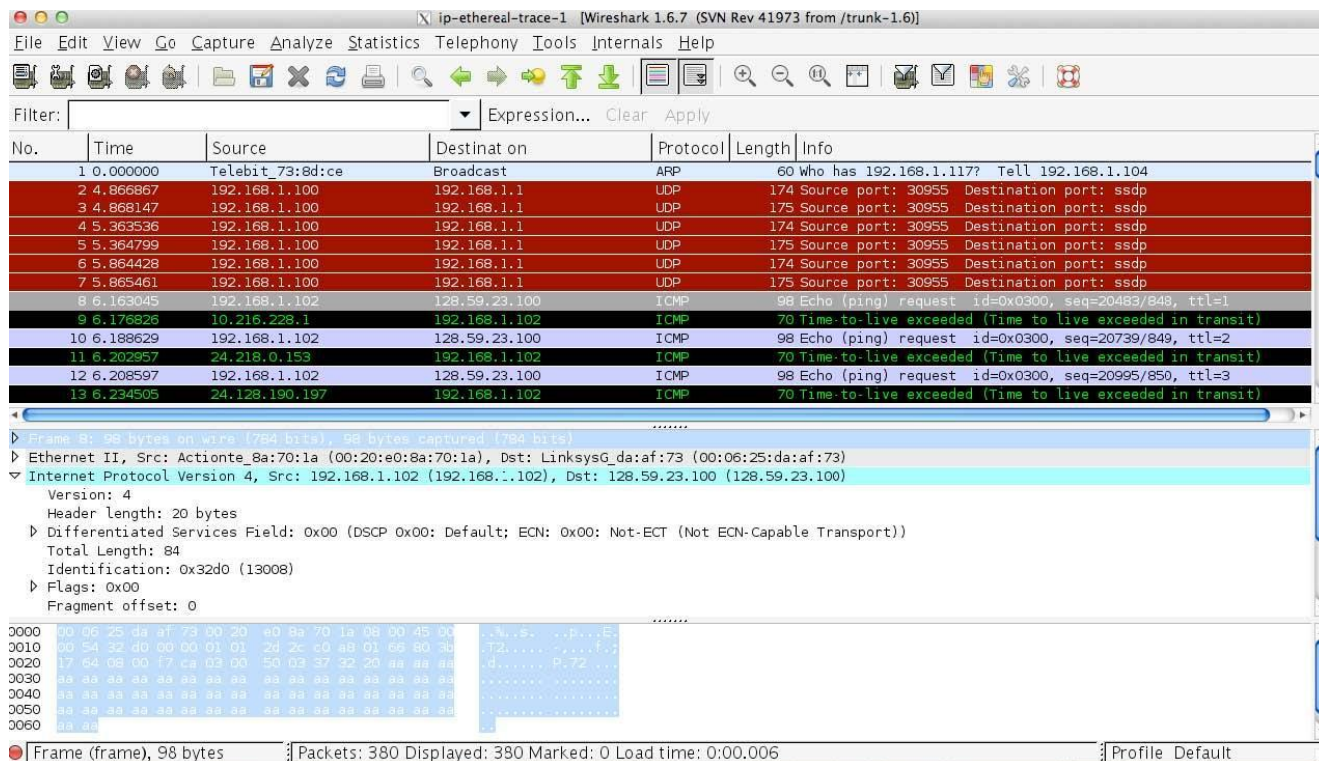 ip-ethereal-trace-1 [Wireshark 1.6.7 (SVN Rev 41973 from /trunk-1.6)]
File Edit View Go Capture Analyze Statistics Telephony Tools Internals Help
Filter: Expression... Clear Apply
No. Time Source Destinat on Protocol Length Info
1 0.000000 Telebit_73:8d:ce Broadcast ARP 60 Who has 192.168.1.117? Tell 192.168.1.104
2 4.866867 192.168.1.100 192.168.1.1 UDP 174 Source port: 30955 Destination port: ssdp
3 4.868147 192.168.1.100 192.168.1.1 UDP 175 Source port: 30955 Destination port: ssdp
4 5.363536 192.168.1.100 192.168.1.1 UDP 174 Source port: 30955 Destination port: ssdp
5 5.364799 192.168.1.100 192.168.1.1 UDP 175 Source port: 30955 Destination port: ssdp
6 5.864428 192.168.1.100 192.168.1.1 UDP 174 Source port: 30955 Destination port: ssdp
7 5.865461 192.168.1.100 192.168.1.1 UDP 175 Source port: 30955 Destination port: ssdp
8 6.163045 192.168.1.102 128.59.23.100 ICMP 98 Echo (ping) request id=0x0300, seq=20483/848, ttl=1
9 6.176826 10.216.228.1 192.168.1.102 ICMP 70 Time-to-live exceeded (Time to live exceeded in transit)
10 6.188629 192.168.1.102 128.59.23.100 ICMP 98 Echo (ping) request id=0x0300, seq=20739/849, ttl=2
11 6.202957 24.218.0.153 192.168.1.102 ICMP 70 Time-to-live exceeded (Time to live exceeded in transit)
12 6.208597 192.168.1.102 128.59.23.100 ICMP 98 Echo (ping) request id=0x0300, seq=20995/850, ttl=3
13 6.234505 24.128.190.197 192.168.1.102 ICMP 70 Time-to-live exceeded (Time to live exceeded in transit)
Frame 8: 98 bytes on wire (784 bits), 98 bytes captured (784 bits)
Ethernet II, Src: Actionte_8a:70:1a (00:20:e0:8a:70:1a), Dst: LinksysG_da:af:73 (00:06:25:da:af:73)
Internet Protocol Version 4, Src: 192.168.1.102 (192.168.1.102), Dst: 128.59.23.100 (128.59.23.100)
Version: 4
Header length: 20 bytes
Differentiated Services Field: 0x00 (DSCP 0x00: Default; ECN: 0x00: Not-ECT (Not ECN-Capable Transport))
Total Length: 84
Identification: 0x32d0 (13008)
Flags: 0x00
Fragment offset: 0
0000 00 06 25 da af 73 00 20 e0 8a 70 1a 08 00 45 00 ..%..s. ..p...E.
0010 00 54 32 d0 00 00 01 01 2d 2c c0 a8 01 66 80 3b .T2..... -,...f.;
0020 17 64 08 00 f7 ca 03 00 50 03 37 32 20 aa aa aa .d...... P.72 ...
0030 aa aa aa aa aa aa aa aa aa aa aa aa aa aa aa aa ........ ........
0040 aa aa aa aa aa aa aa aa aa aa aa aa aa aa aa aa ........ ........
0050 aa aa aa aa aa aa aa aa aa aa aa aa aa aa aa aa ........ ........
0060 aa aa ..
Frame (frame), 98 bytes Packets: 380 Displayed: 380 Marked: 0 Load time: 0:00.006 Profile Default